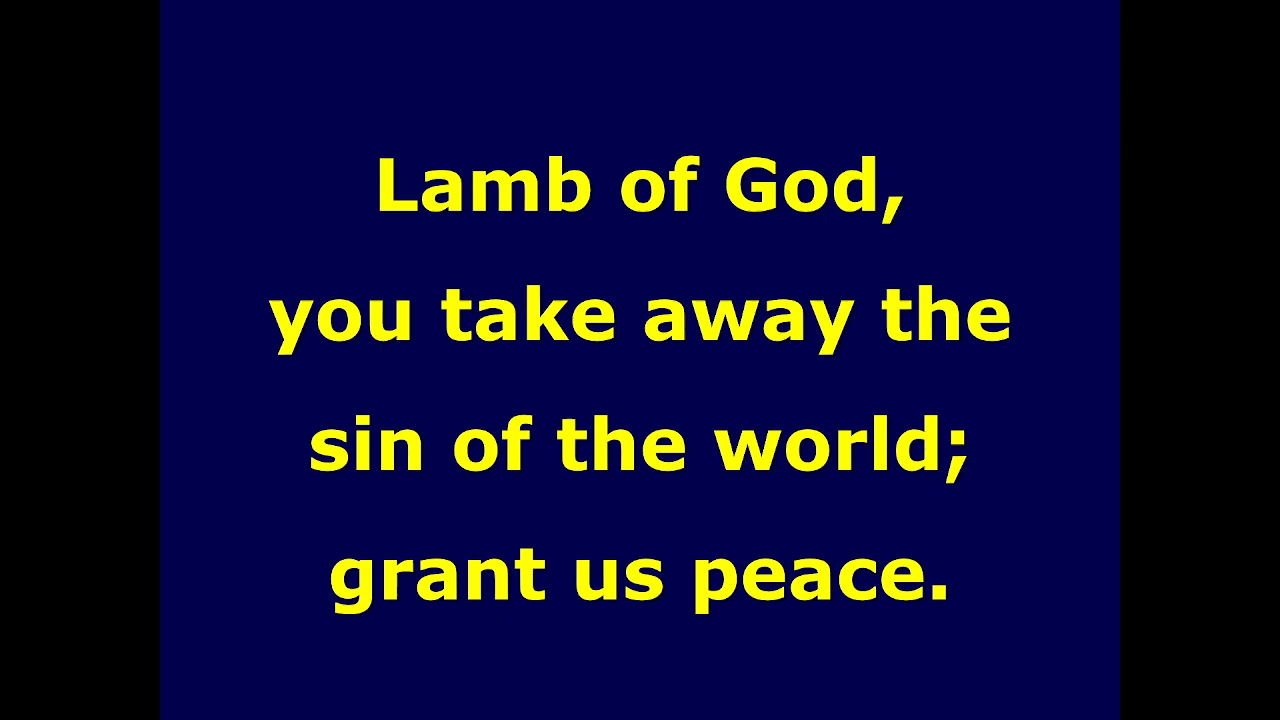 Lamb of God,
you take away the
sin of the world;
grant us peace.